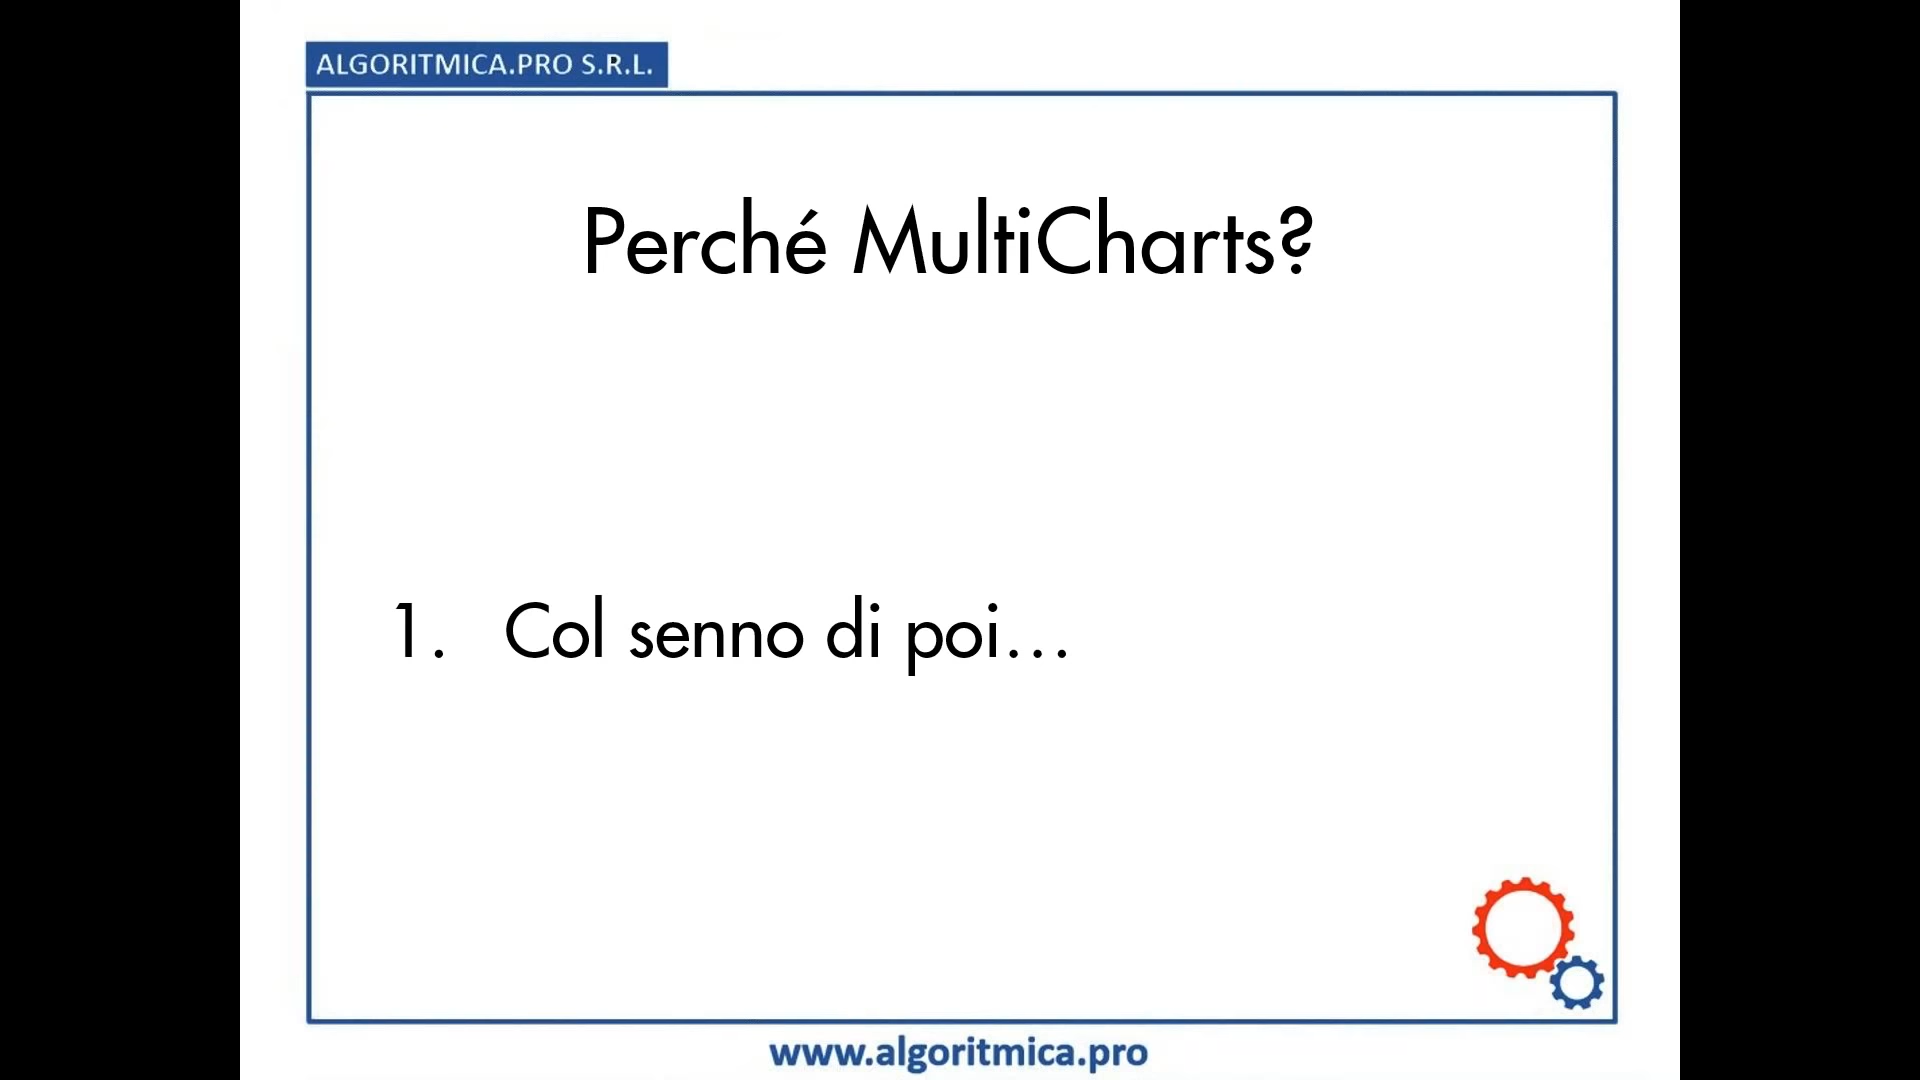 ALGORITMICA.PRO S.R.L.
Perché MultiCharts?
1. Col senno di poi...
www.algoritmica.pro